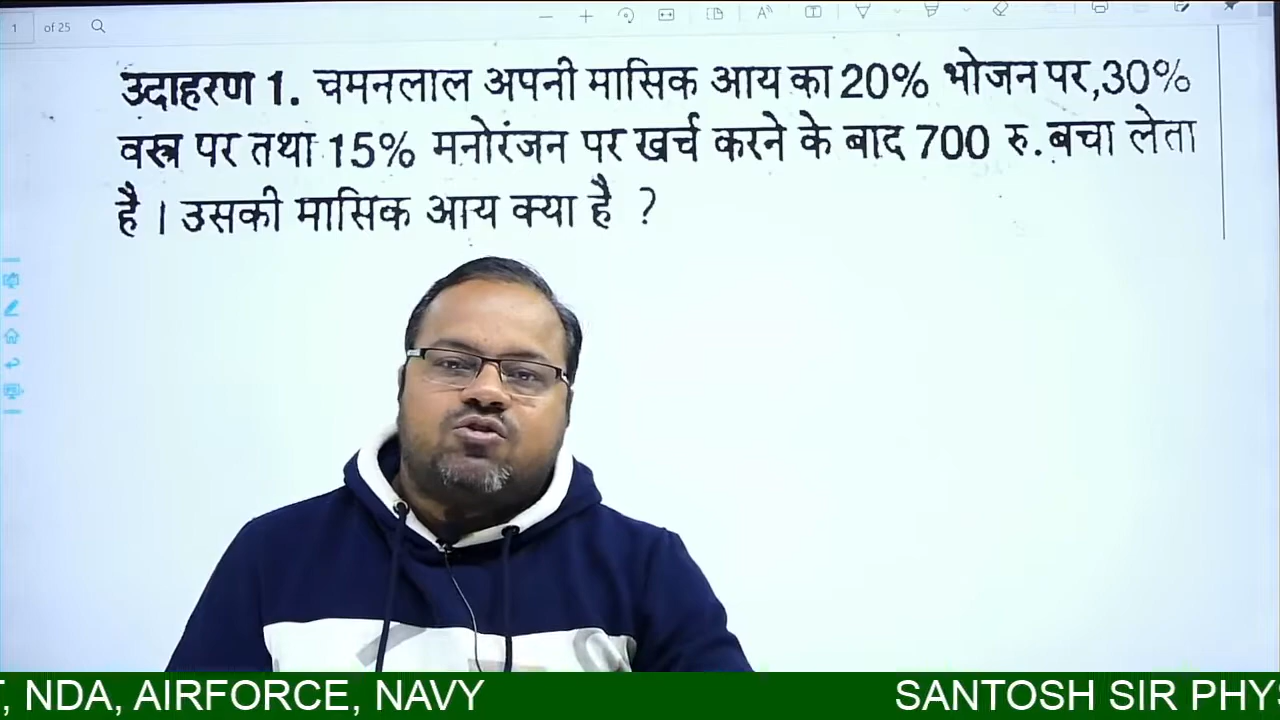 1 of 25
उदाहरण 1. चमनलाल अपनी मासिक आय का 20% भोजन पर,30%
वस्त्र पर तथा 15% मनोरंजन पर खर्च करने के बाद 700 रु. बचा लेता
है । उसकी मासिक आय क्या है ?
, NDA, AIRFORCE, NAVY SANTOSH SIR PHY